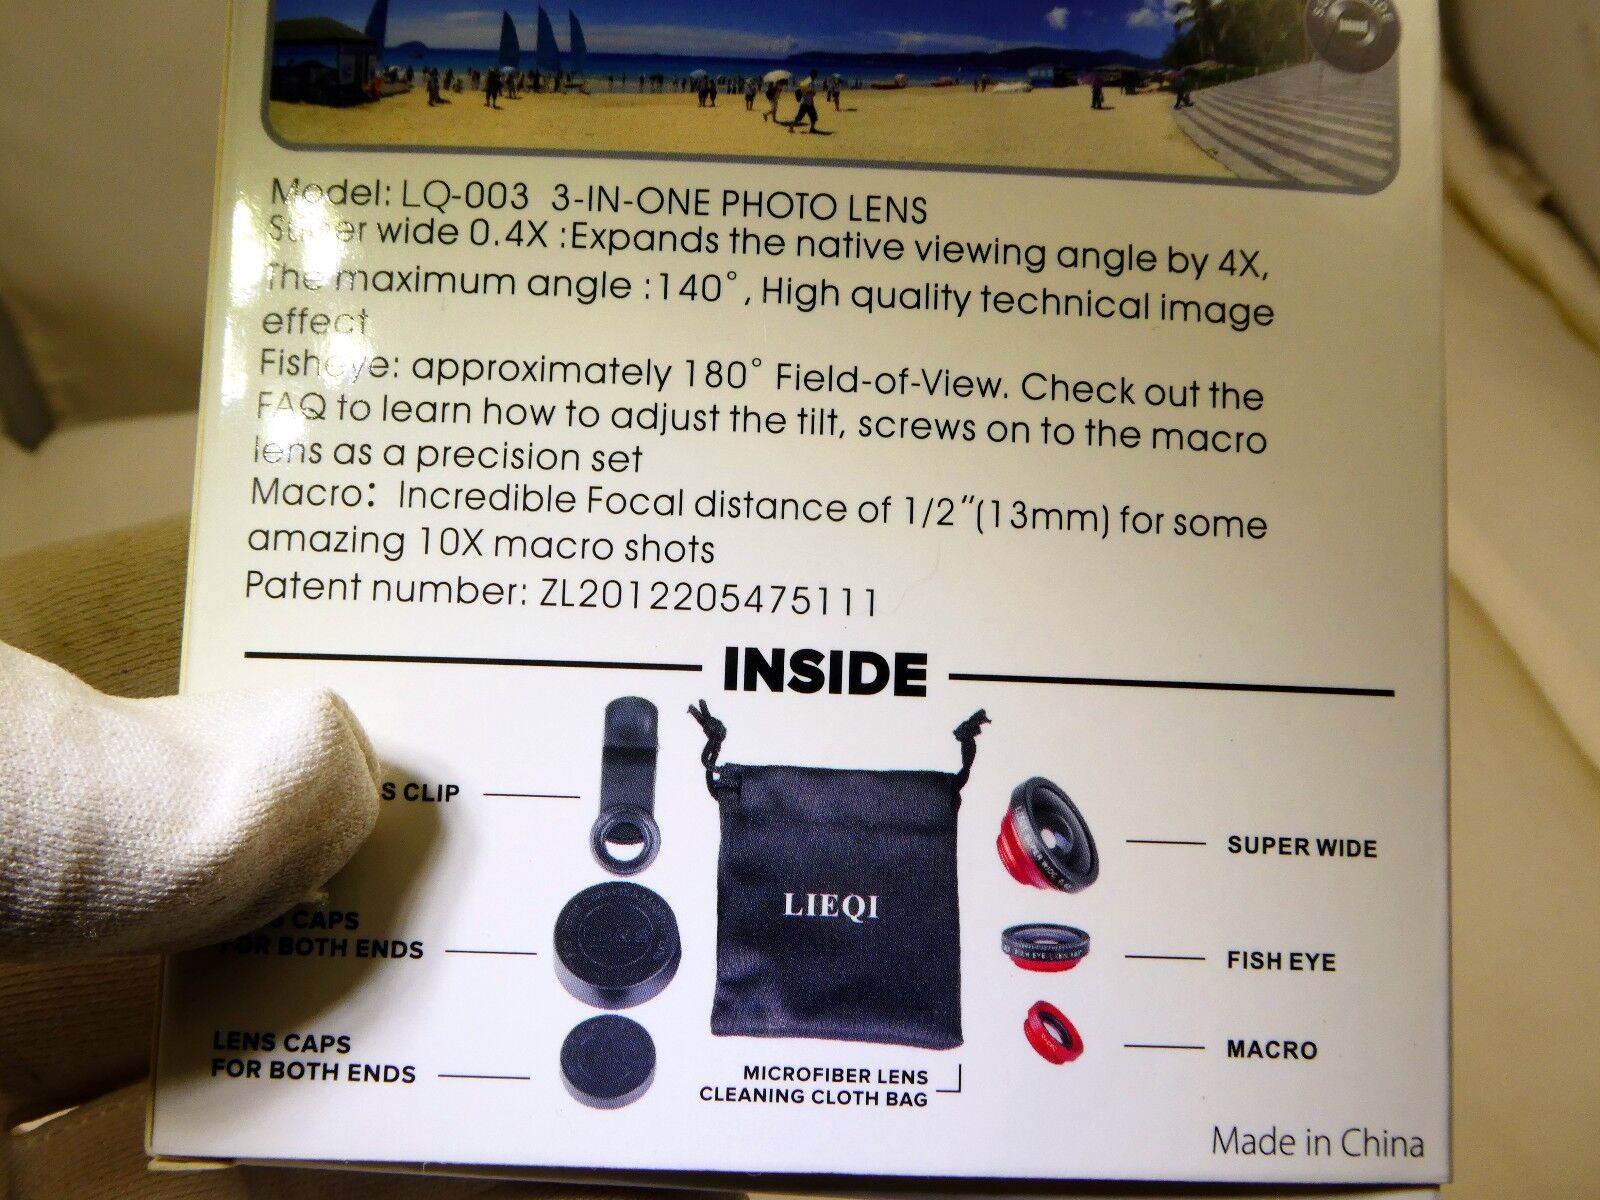 Model: LQ-003 3-IN-ONE PHOTO LENS
Super wide 0.4X :Expands the native viewing angle by 4X,
The maximum angle :140°, High quality technical image
effect
Fisheye: approximately 180° Field-of-View. Check out the
FAQ to learn how to adjust the tilt, screws on to the macro
lens as a precision set
Macro: Incredible Focal distance of 1/2"(13mm) for some
amazing 10X macro shots
Patent number: ZL2012205475111
INSIDE
CLIP
CAPS
FOR BOTH ENDS
LENS CAPS
FOR BOTH ENDS
LIEQI
MICROFIBER LENS
CLEANING CLOTH BAG
SUPER WIDE
FISH EYE
MACRO
Made in China